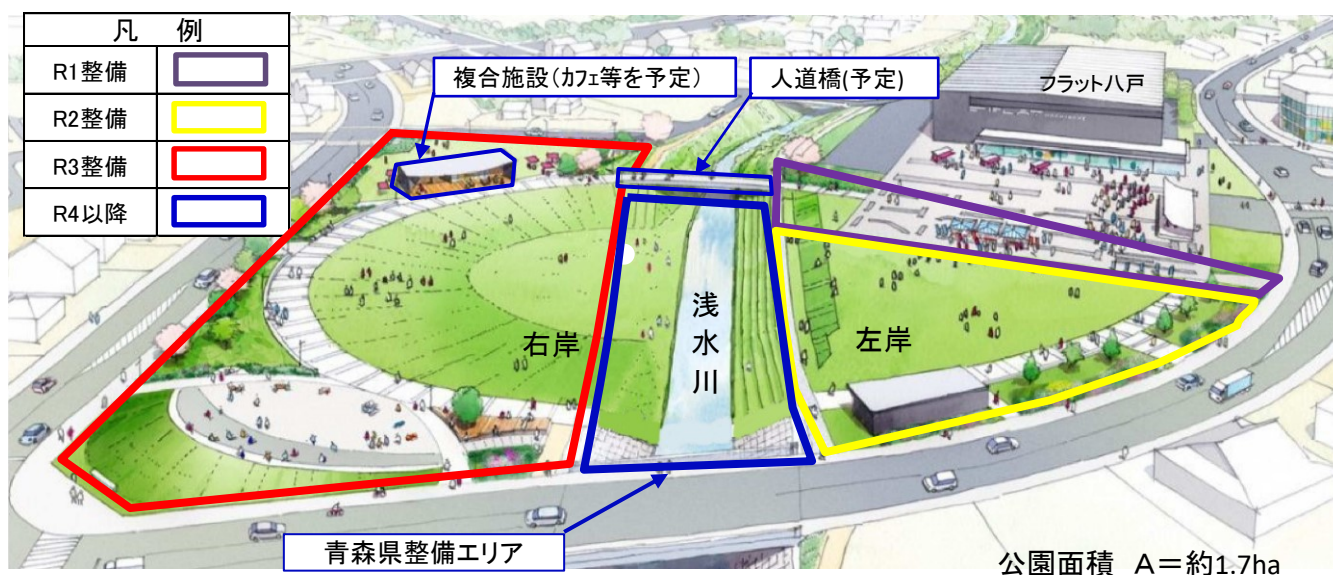 凡　例
R1整備
R2整備
R3整備
R4以降
複合施設(ｶﾌｪ等を予定)
人道橋(予定)
フラット八戸
右岸
浅水川
左岸
青森県整備エリア
公園面積　A＝約1.7ha